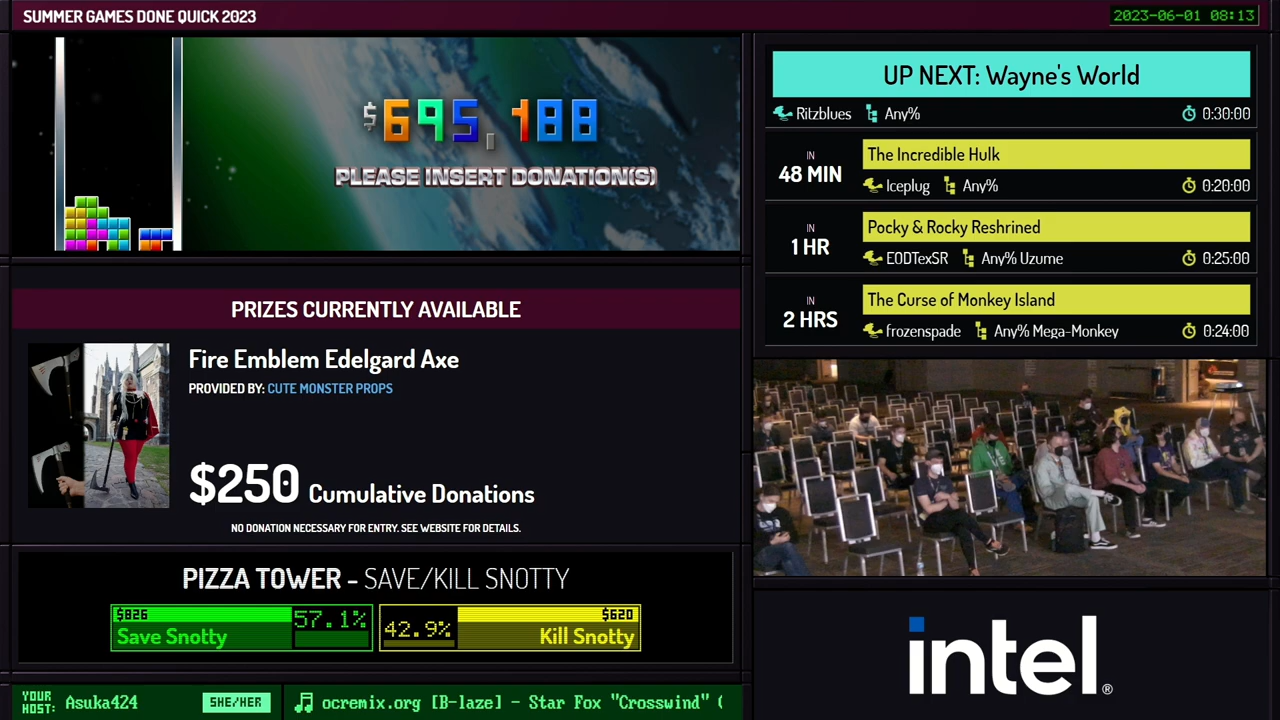 SUMMER GAMES DONE QUICK 2023
2023-06-01 08:13
$695,188
PLEASE INSERT DONATION(S)
UP NEXT: Wayne's World
Ritzblues Any% 0:30:00
IN
48 MIN
The Incredible Hulk
Iceplug Any% 0:20:00
IN
1 HR
Pocky & Rocky Reshrined
EODTexSR Any% Uzume 0:25:00
IN
2 HRS
The Curse of Monkey Island
frozenspade Any% Mega-Monkey 0:24:00
PRIZES CURRENTLY AVAILABLE
Fire Emblem Edelgard Axe
PROVIDED BY: CUTE MONSTER PROPS
$250 Cumulative Donations
NO DONATION NECESSARY FOR ENTRY. SEE WEBSITE FOR DETAILS.
PIZZA TOWER - SAVE/KILL SNOTTY
$826
57.1%
Save Snotty
$620
42.9%
Kill Snotty
intel®
YOUR
HOST:
Asuka424
SHE/HER
ocremix.org [B-laze] - Star Fox "Crosswind" (